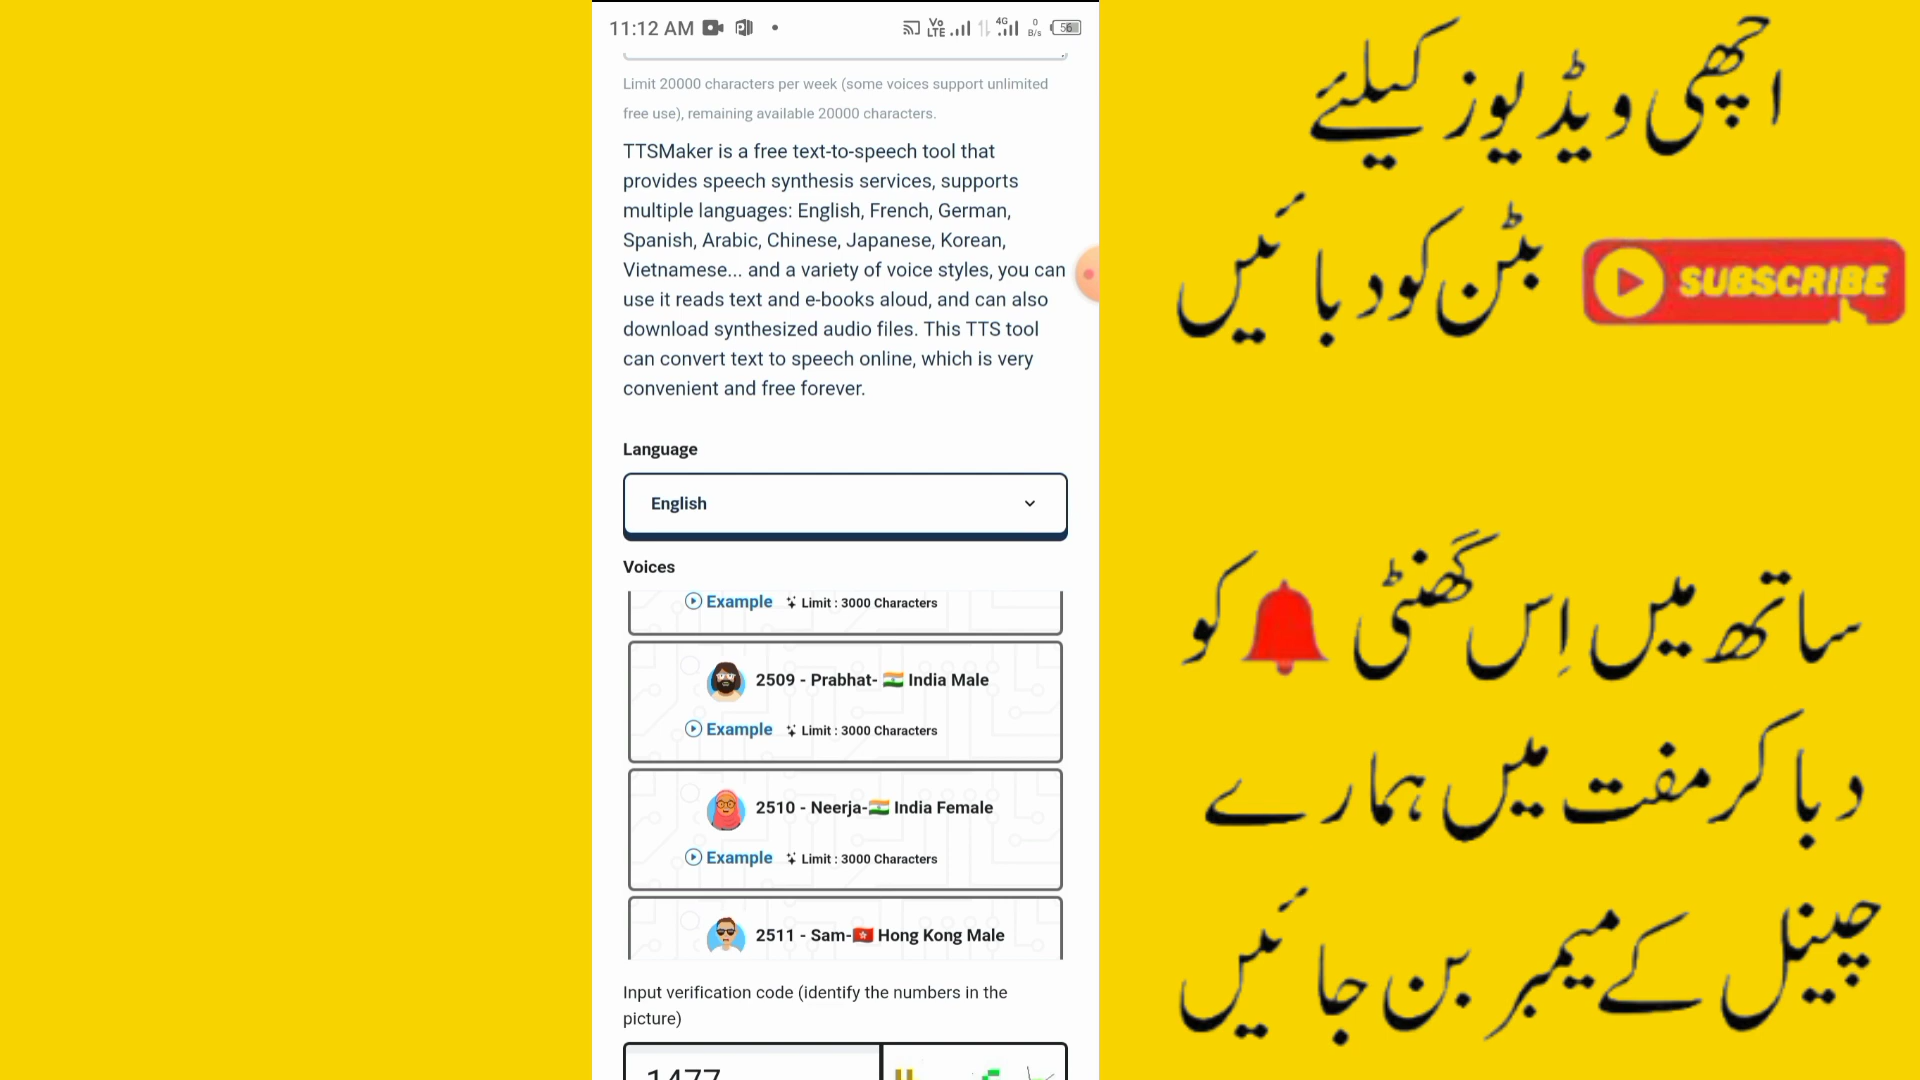 11:12 AM
Vo LTE 4G 0 B/s 56
Limit 20000 characters per week (some voices support unlimited
free use), remaining available 20000 characters.
TTSMaker is a free text-to-speech tool that
provides speech synthesis services, supports
multiple languages: English, French, German,
Spanish, Arabic, Chinese, Japanese, Korean,
Vietnamese... and a variety of voice styles, you can
use it reads text and e-books aloud, and can also
download synthesized audio files. This TTS tool
can convert text to speech online, which is very
convenient and free forever.
Language
English
Voices
Example Limit : 3000 Characters
2509 - Prabhat- India Male
Example Limit : 3000 Characters
2510 - Neerja- India Female
Example Limit : 3000 Characters
2511 - Sam- Hong Kong Male
Input verification code (identify the numbers in the
picture)
1477
اچھی ویڈیوز کیلئے
SUBSCRIBE بٹن کو دبائیں
ساتھ میں اِس گھنٹی کو
دبا کر مفت میں ہمارے
چینل کے میمبر بن جائیں